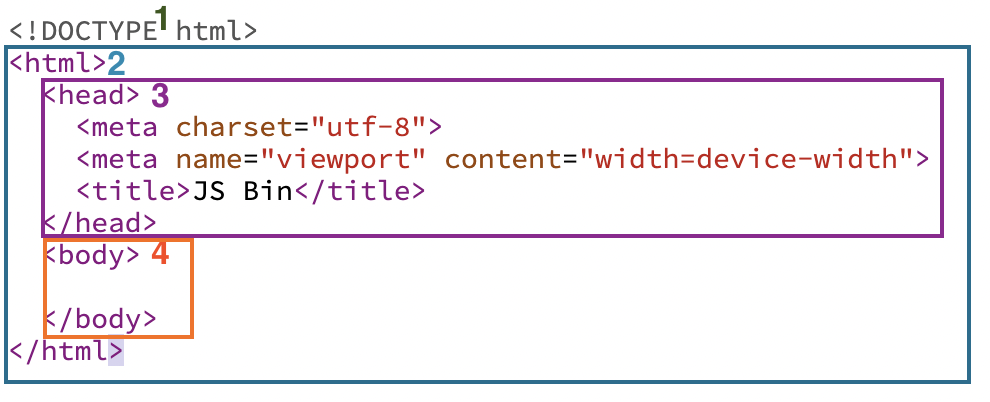 <!DOCTYPE html> 1
<html> 2
<head> 3
<meta charset="utf-8">
<meta name="viewport" content="width=device-width">
<title>JS Bin</title>
</head>
<body> 4
</body>
</html>